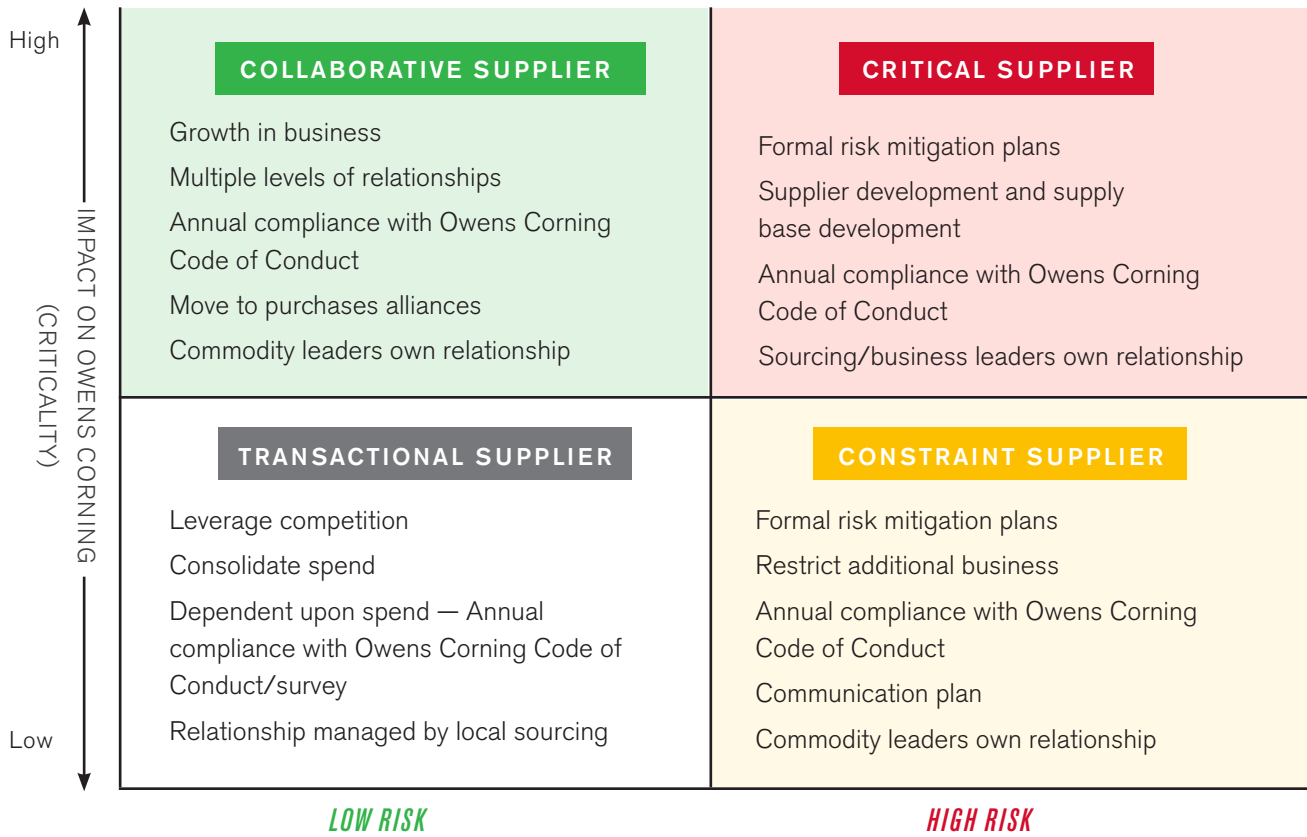 High
COLLABORATIVE SUPPLIER
Growth in business
Multiple levels of relationships
Annual compliance with Owens Corning
Code of Conduct
Move to purchases alliances
Commodity leaders own relationship
CRITICAL SUPPLIER
Formal risk mitigation plans
Supplier development and supply
base development
Annual compliance with Owens Corning
Code of Conduct
Sourcing/business leaders own relationship
IMPACT ON OWENS CORNING
(CRITICALITY)
TRANSACTIONAL SUPPLIER
Leverage competition
Consolidate spend
Dependent upon spend — Annual
compliance with Owens Corning Code of
Conduct/survey
Relationship managed by local sourcing
CONSTRAINT SUPPLIER
Formal risk mitigation plans
Restrict additional business
Annual compliance with Owens Corning
Code of Conduct
Communication plan
Commodity leaders own relationship
Low
LOW RISK
HIGH RISK